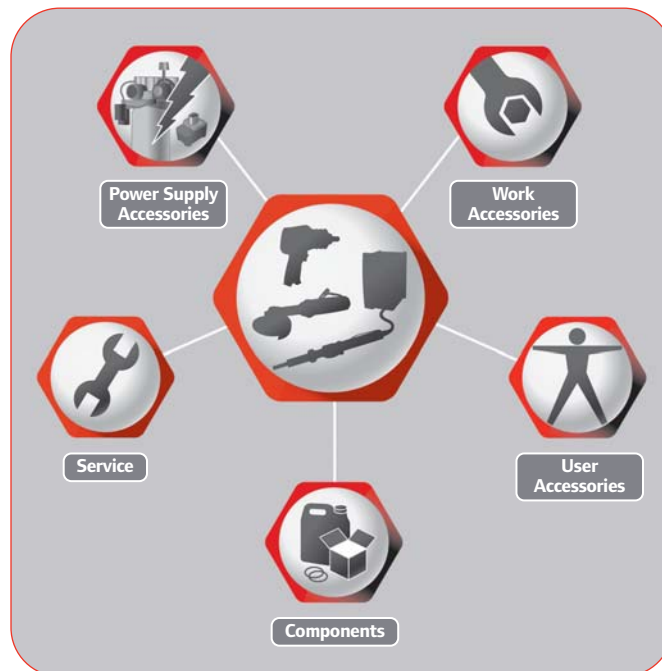 Power Supply
Accessories
Work
Accessories
Service
User
Accessories
Components